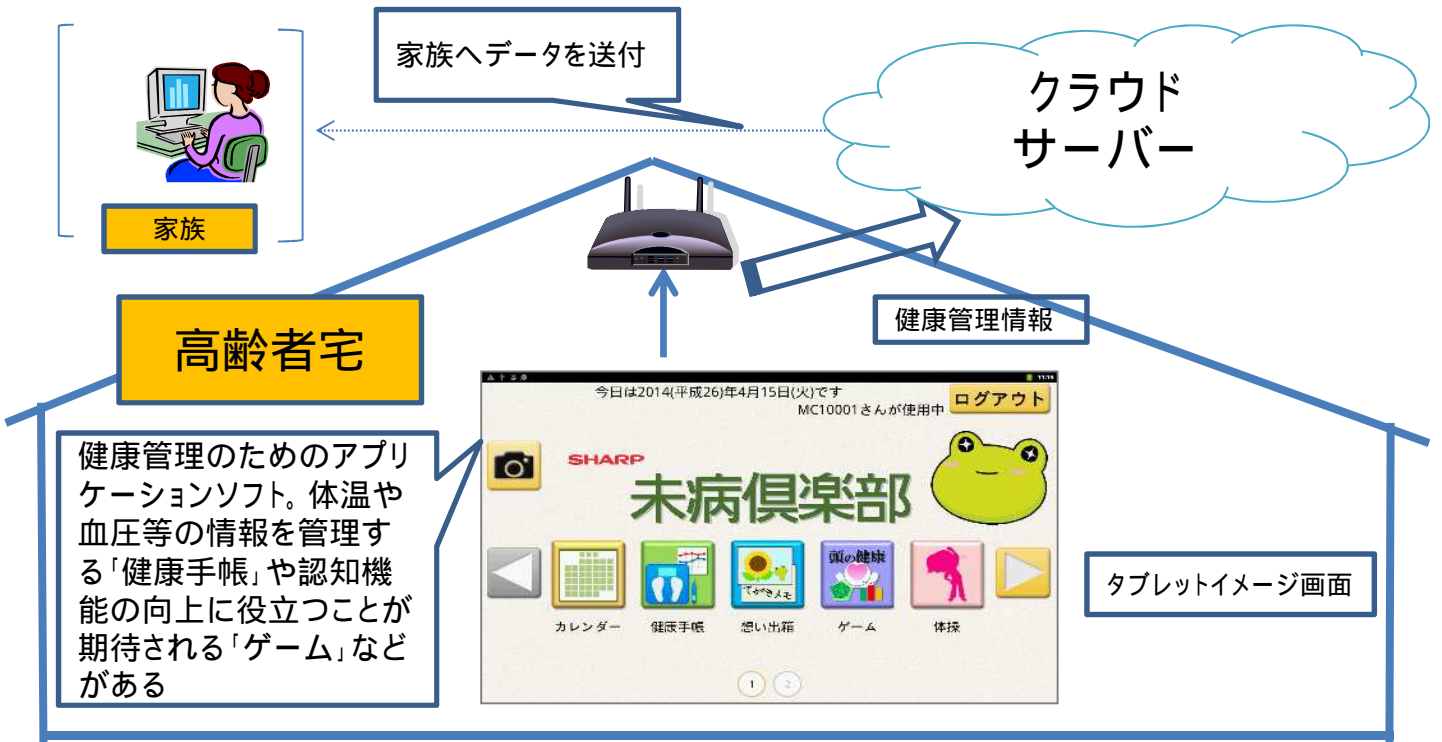 家族へデータを送付
クラウド
サーバー
家族
高齢者宅
健康管理情報
今日は2014(平成26)年4月15日(火)です
MC10001さんが使用中
ログアウト
健康管理のためのアプリ
ケーションソフト。体温や
血圧等の情報を管理す
る「健康手帳」や認知機
能の向上に役立つことが
期待される「ゲーム」など
がある
SHARP
未病倶楽部
頭の健康
てがきメモ
カレンダー
健康手帳
想い出箱
ゲーム
体操
タブレットイメージ画面
1
2